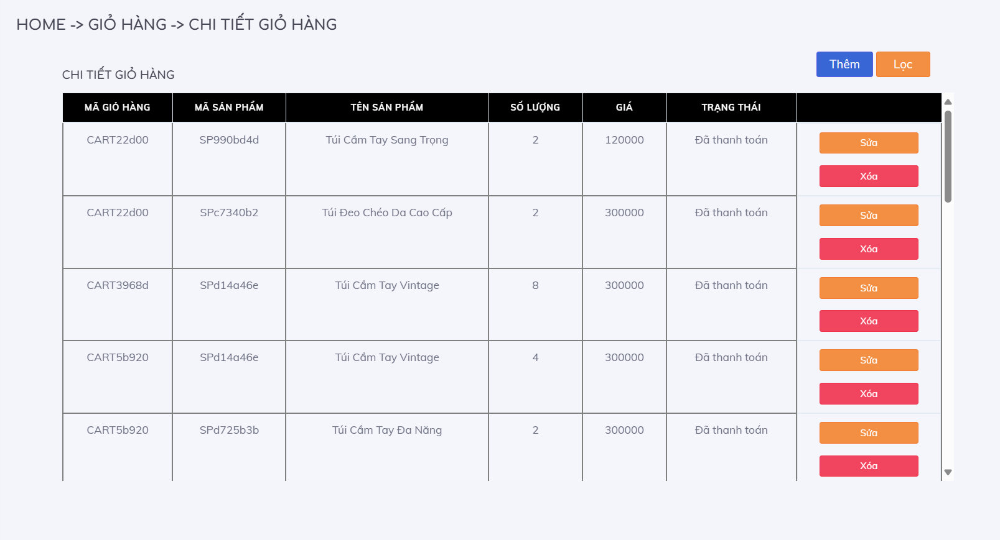 HOME -> GIỎ HÀNG -> CHI TIẾT GIỎ HÀNG
Thêm Lọc
CHI TIẾT GIỎ HÀNG
MÃ GIỎ HÀNG MÃ SẢN PHẨM TÊN SẢN PHẨM SỐ LƯỢNG GIÁ TRẠNG THÁI
CART22d00 SP990bd4d Túi Cầm Tay Sang Trọng 2 120000 Đã thanh toán Sửa
Xóa
CART22d00 SPc7340b2 Túi Đeo Chéo Da Cao Cấp 2 300000 Đã thanh toán Sửa
Xóa
CART3968d SPd14a46e Túi Cầm Tay Vintage 8 300000 Đã thanh toán Sửa
Xóa
CART5b920 SPd14a46e Túi Cầm Tay Vintage 4 300000 Đã thanh toán Sửa
Xóa
CART5b920 SPd725b3b Túi Cầm Tay Đa Năng 2 300000 Đã thanh toán Sửa
Xóa